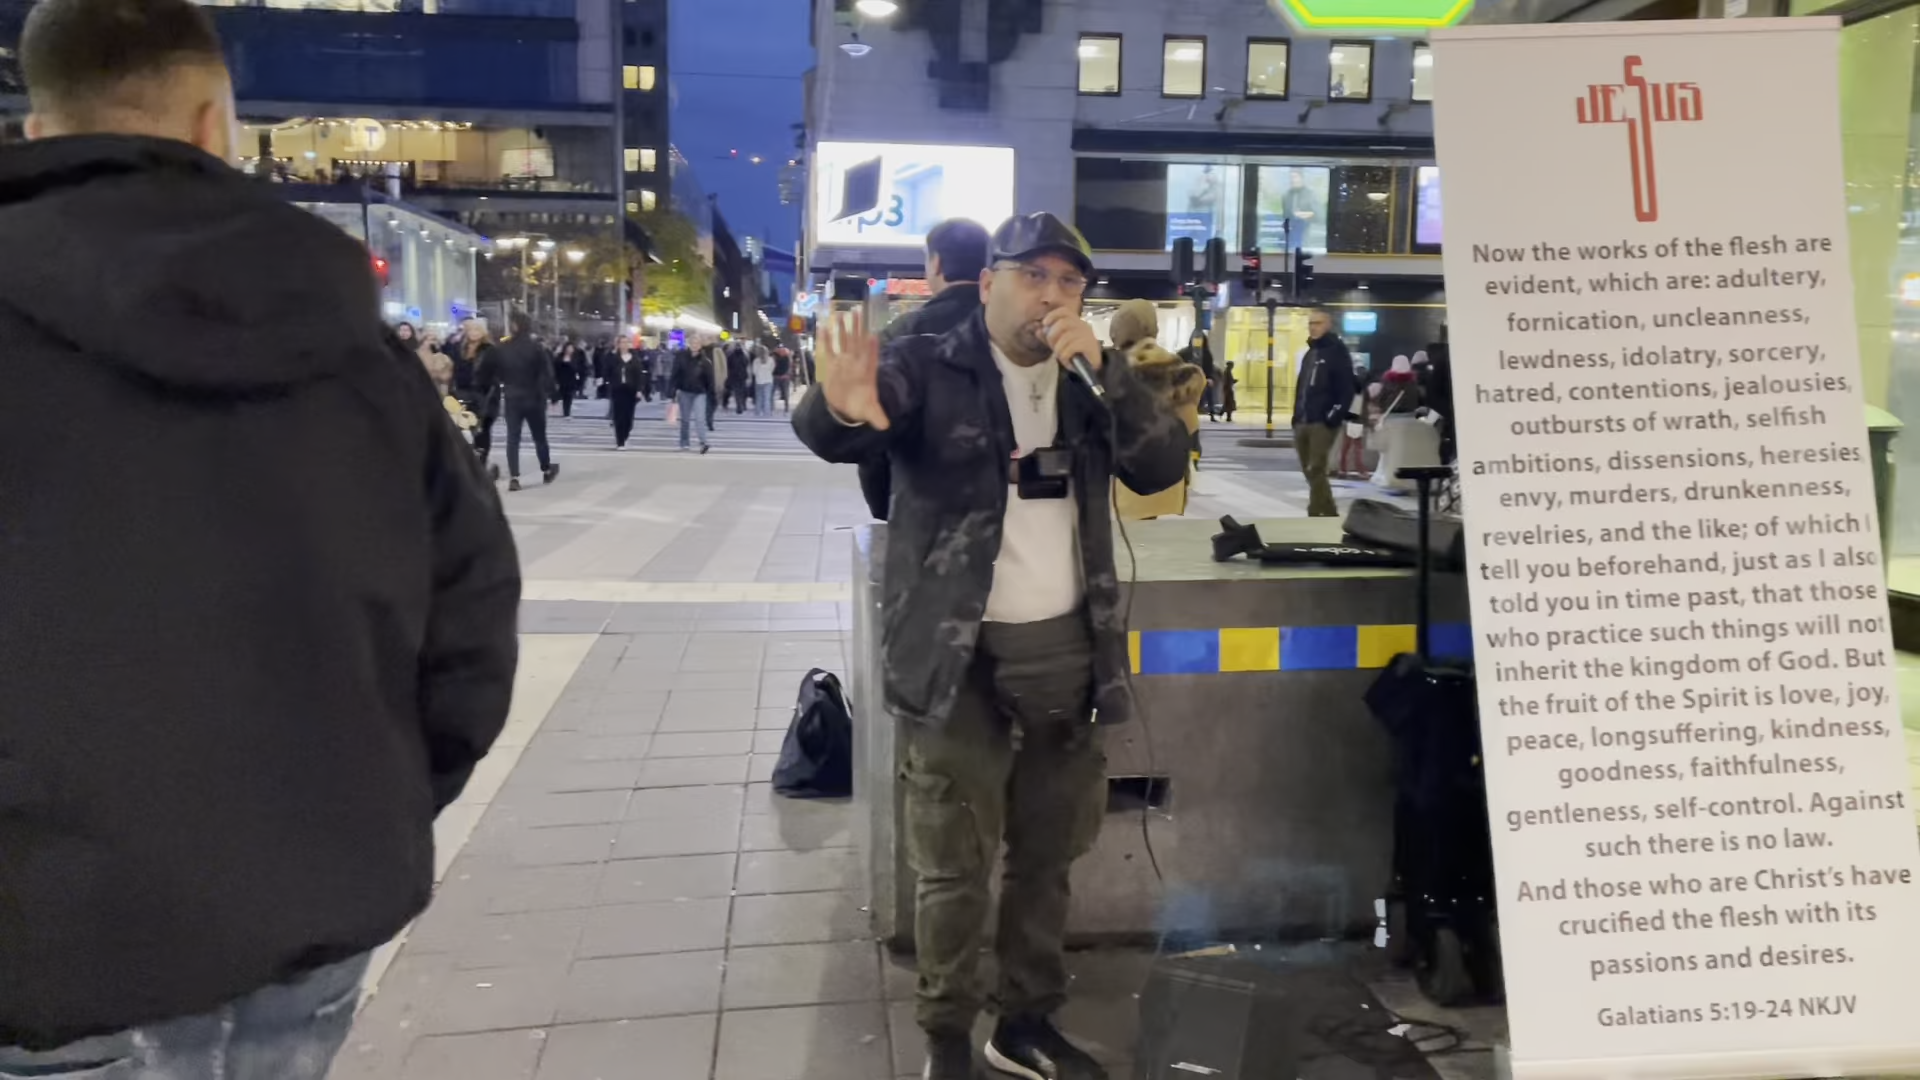 JESUS
Now the works of the flesh are
evident, which are: adultery,
fornication, uncleanness,
lewdness, idolatry, sorcery,
hatred, contentions, jealousies,
outbursts of wrath, selfish
ambitions, dissensions, heresies
envy, murders, drunkenness,
revelries, and the like; of which I
tell you beforehand, just as I also
told you in time past, that those
who practice such things will not
inherit the kingdom of God. But
the fruit of the Spirit is love, joy,
peace, longsuffering, kindness,
goodness, faithfulness,
gentleness, self-control. Against
such there is no law.
And those who are Christ's have
crucified the flesh with its
passions and desires.
Galatians 5:19-24 NKJV
T